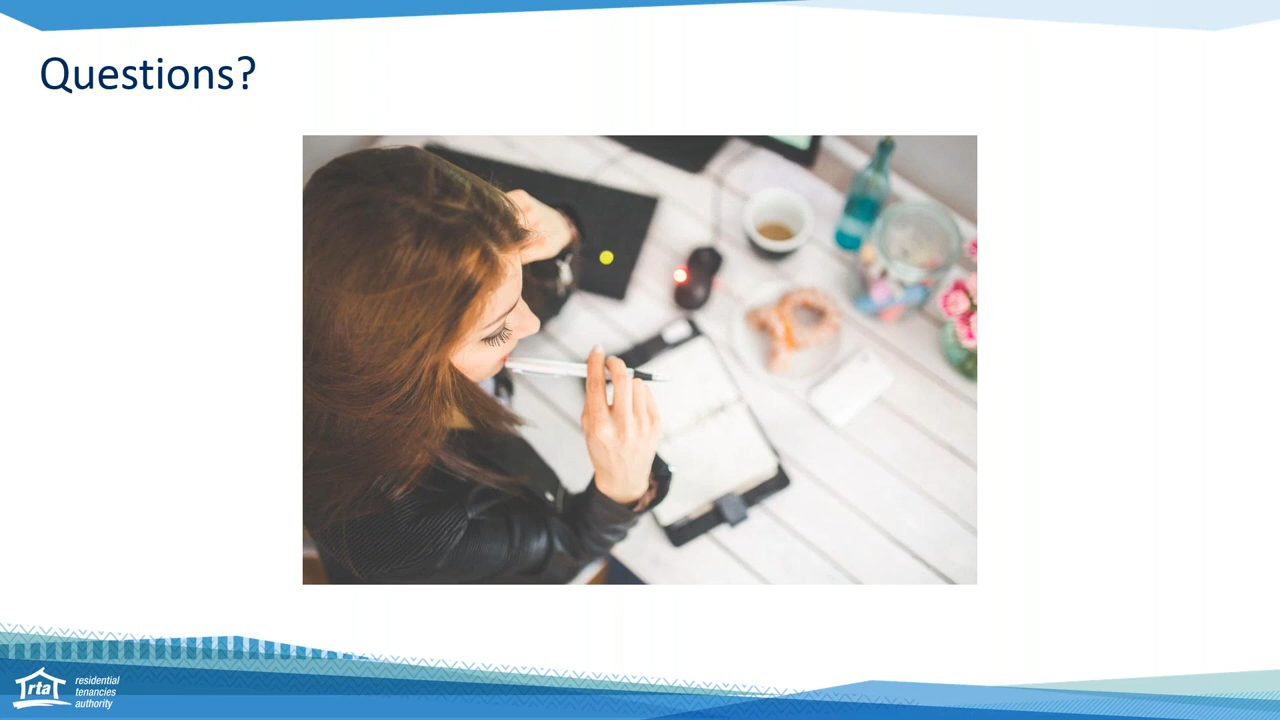 Questions?
rta
residential
tenancies
authority